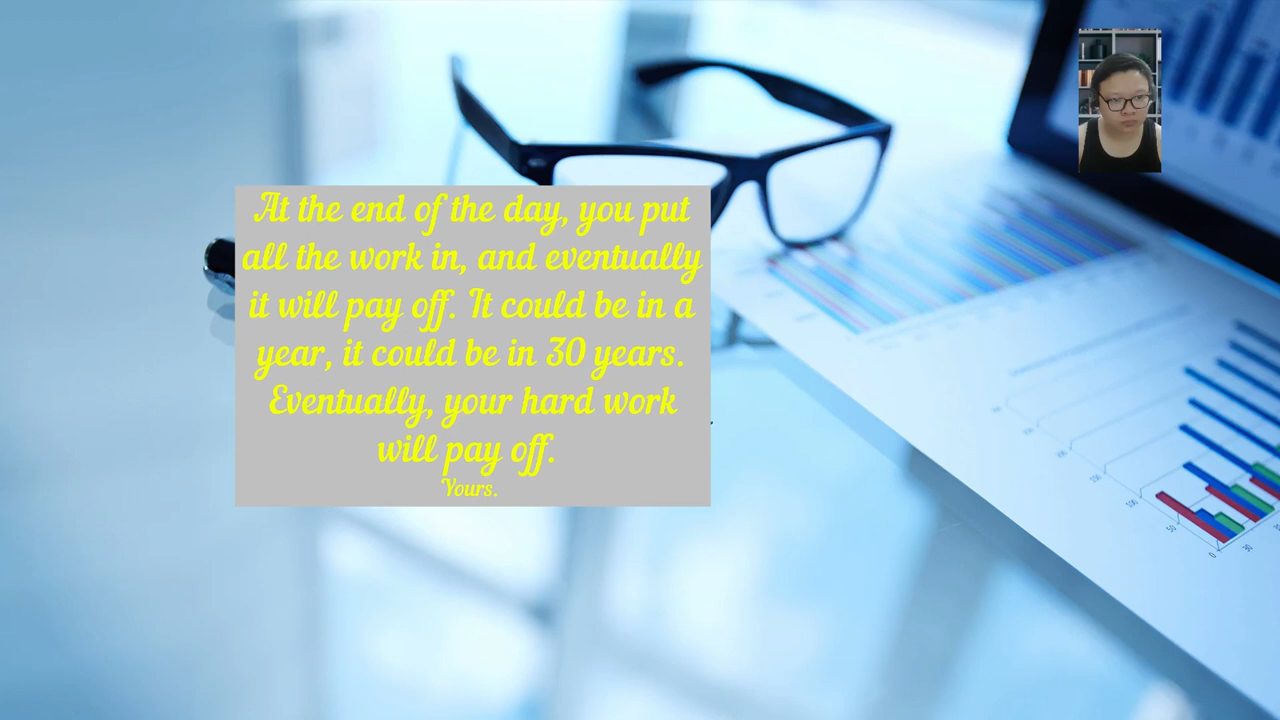 At the end of the day, you put
all the work in, and eventually
it will pay off. It could be in a
year, it could be in 30 years.
Eventually, your hard work
will pay off.
Yours.